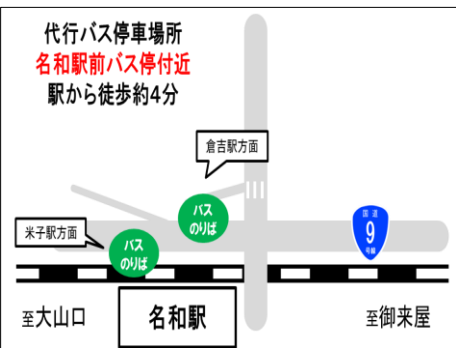 代行バス停車場所
名和駅前バス停付近
駅から徒歩約4分
倉吉駅方面
バス
のりば
米子駅方面
バス
のりば
国道
9
号線
至大山口
名和駅
至御来屋